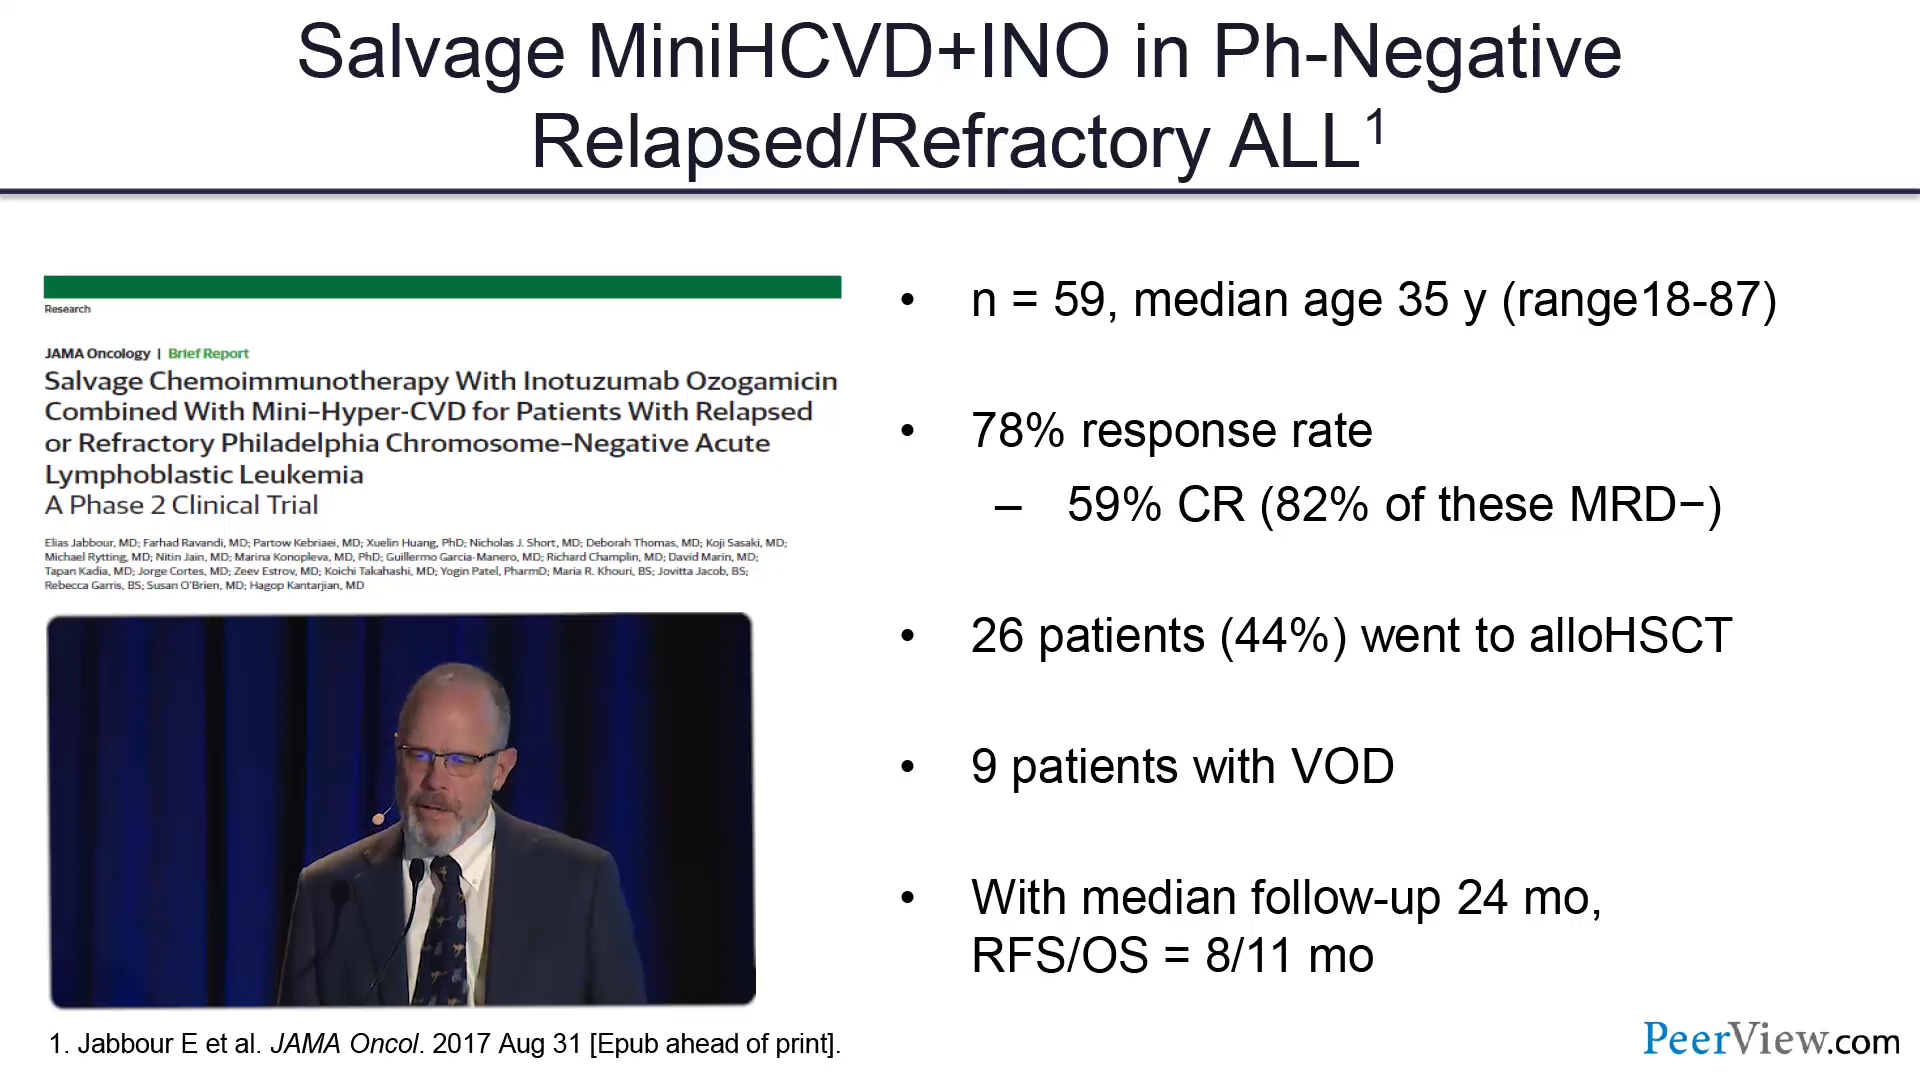 Salvage MiniHCVD+INO in Ph-Negative
Relapsed/Refractory ALL¹
Research
JAMA Oncology | Brief Report
Salvage Chemoimmunotherapy With Inotuzumab Ozogamicin
Combined With Mini–Hyper-CVD for Patients With Relapsed
or Refractory Philadelphia Chromosome–Negative Acute
Lymphoblastic Leukemia
A Phase 2 Clinical Trial
Elias Jabbour, MD; Farhad Ravandi, MD; Partow Kebriaei, MD; Xuelin Huang, PhD; Nicholas J. Short, MD; Deborah Thomas, MD; Koji Sasaki, MD;
Michael Rytting, MD; Nitin Jain, MD; Marina Konopleva, MD, PhD; Guillermo Garcia-Manero, MD; Richard Champlin, MD; David Marin, MD;
Tapan Kadia, MD; Jorge Cortes, MD; Zeev Estrov, MD; Koichi Takahashi, MD; Yogin Patel, PharmD; Maria R. Khouri, BS; Jovitta Jacob, BS;
Rebecca Garris, BS; Susan O'Brien, MD; Hagop Kantarjian, MD
• n = 59, median age 35 y (range18-87)
• 78% response rate
– 59% CR (82% of these MRD−)
• 26 patients (44%) went to alloHSCT
• 9 patients with VOD
• With median follow-up 24 mo,
RFS/OS = 8/11 mo
1. Jabbour E et al. JAMA Oncol. 2017 Aug 31 [Epub ahead of print].
PeerView.com